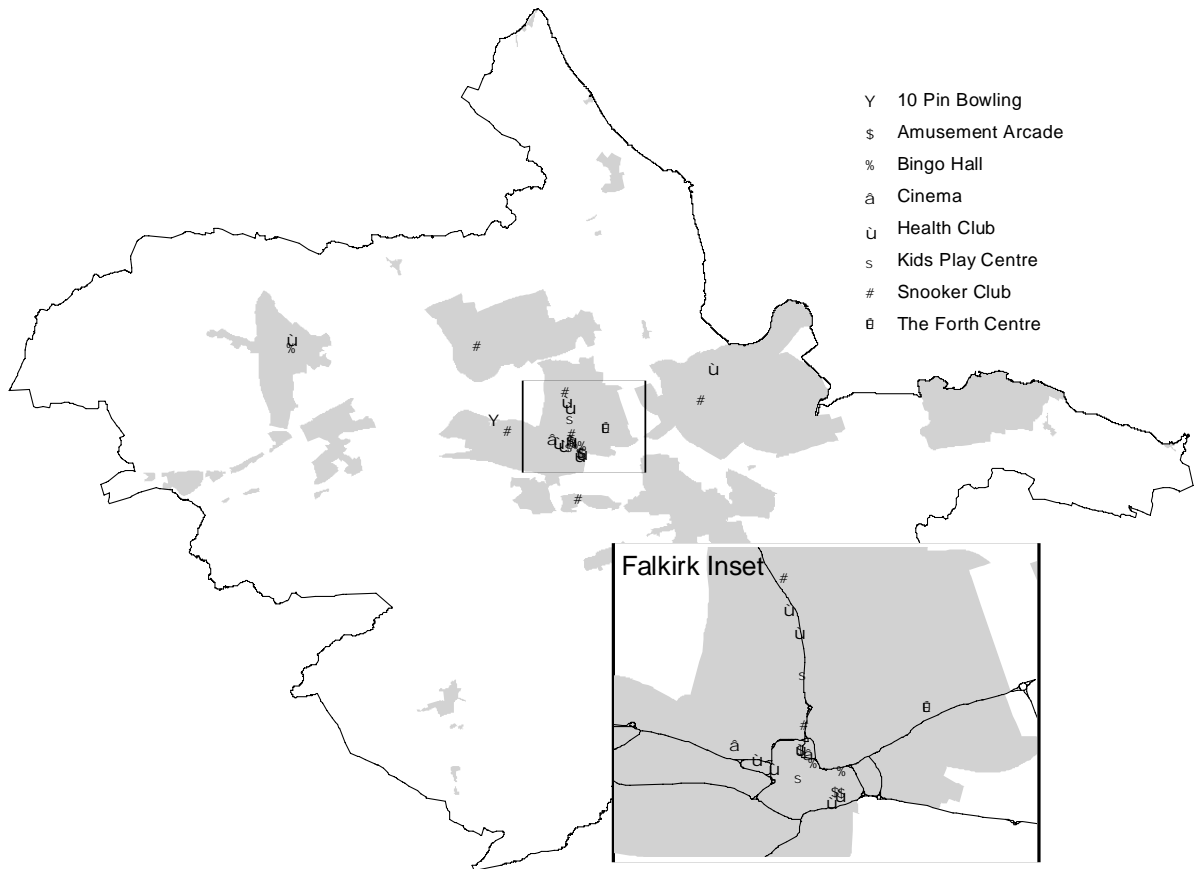 Y 10 Pin Bowling
$ Amusement Arcade
% Bingo Hall
â Cinema
ù Health Club
s Kids Play Centre
# Snooker Club
Ê The Forth Centre
ù
%
#
ù
#
Y
#
#
Falkirk Inset
#
ù
ù
s
Ê
#
â
ù
ù
s
%
%
ù